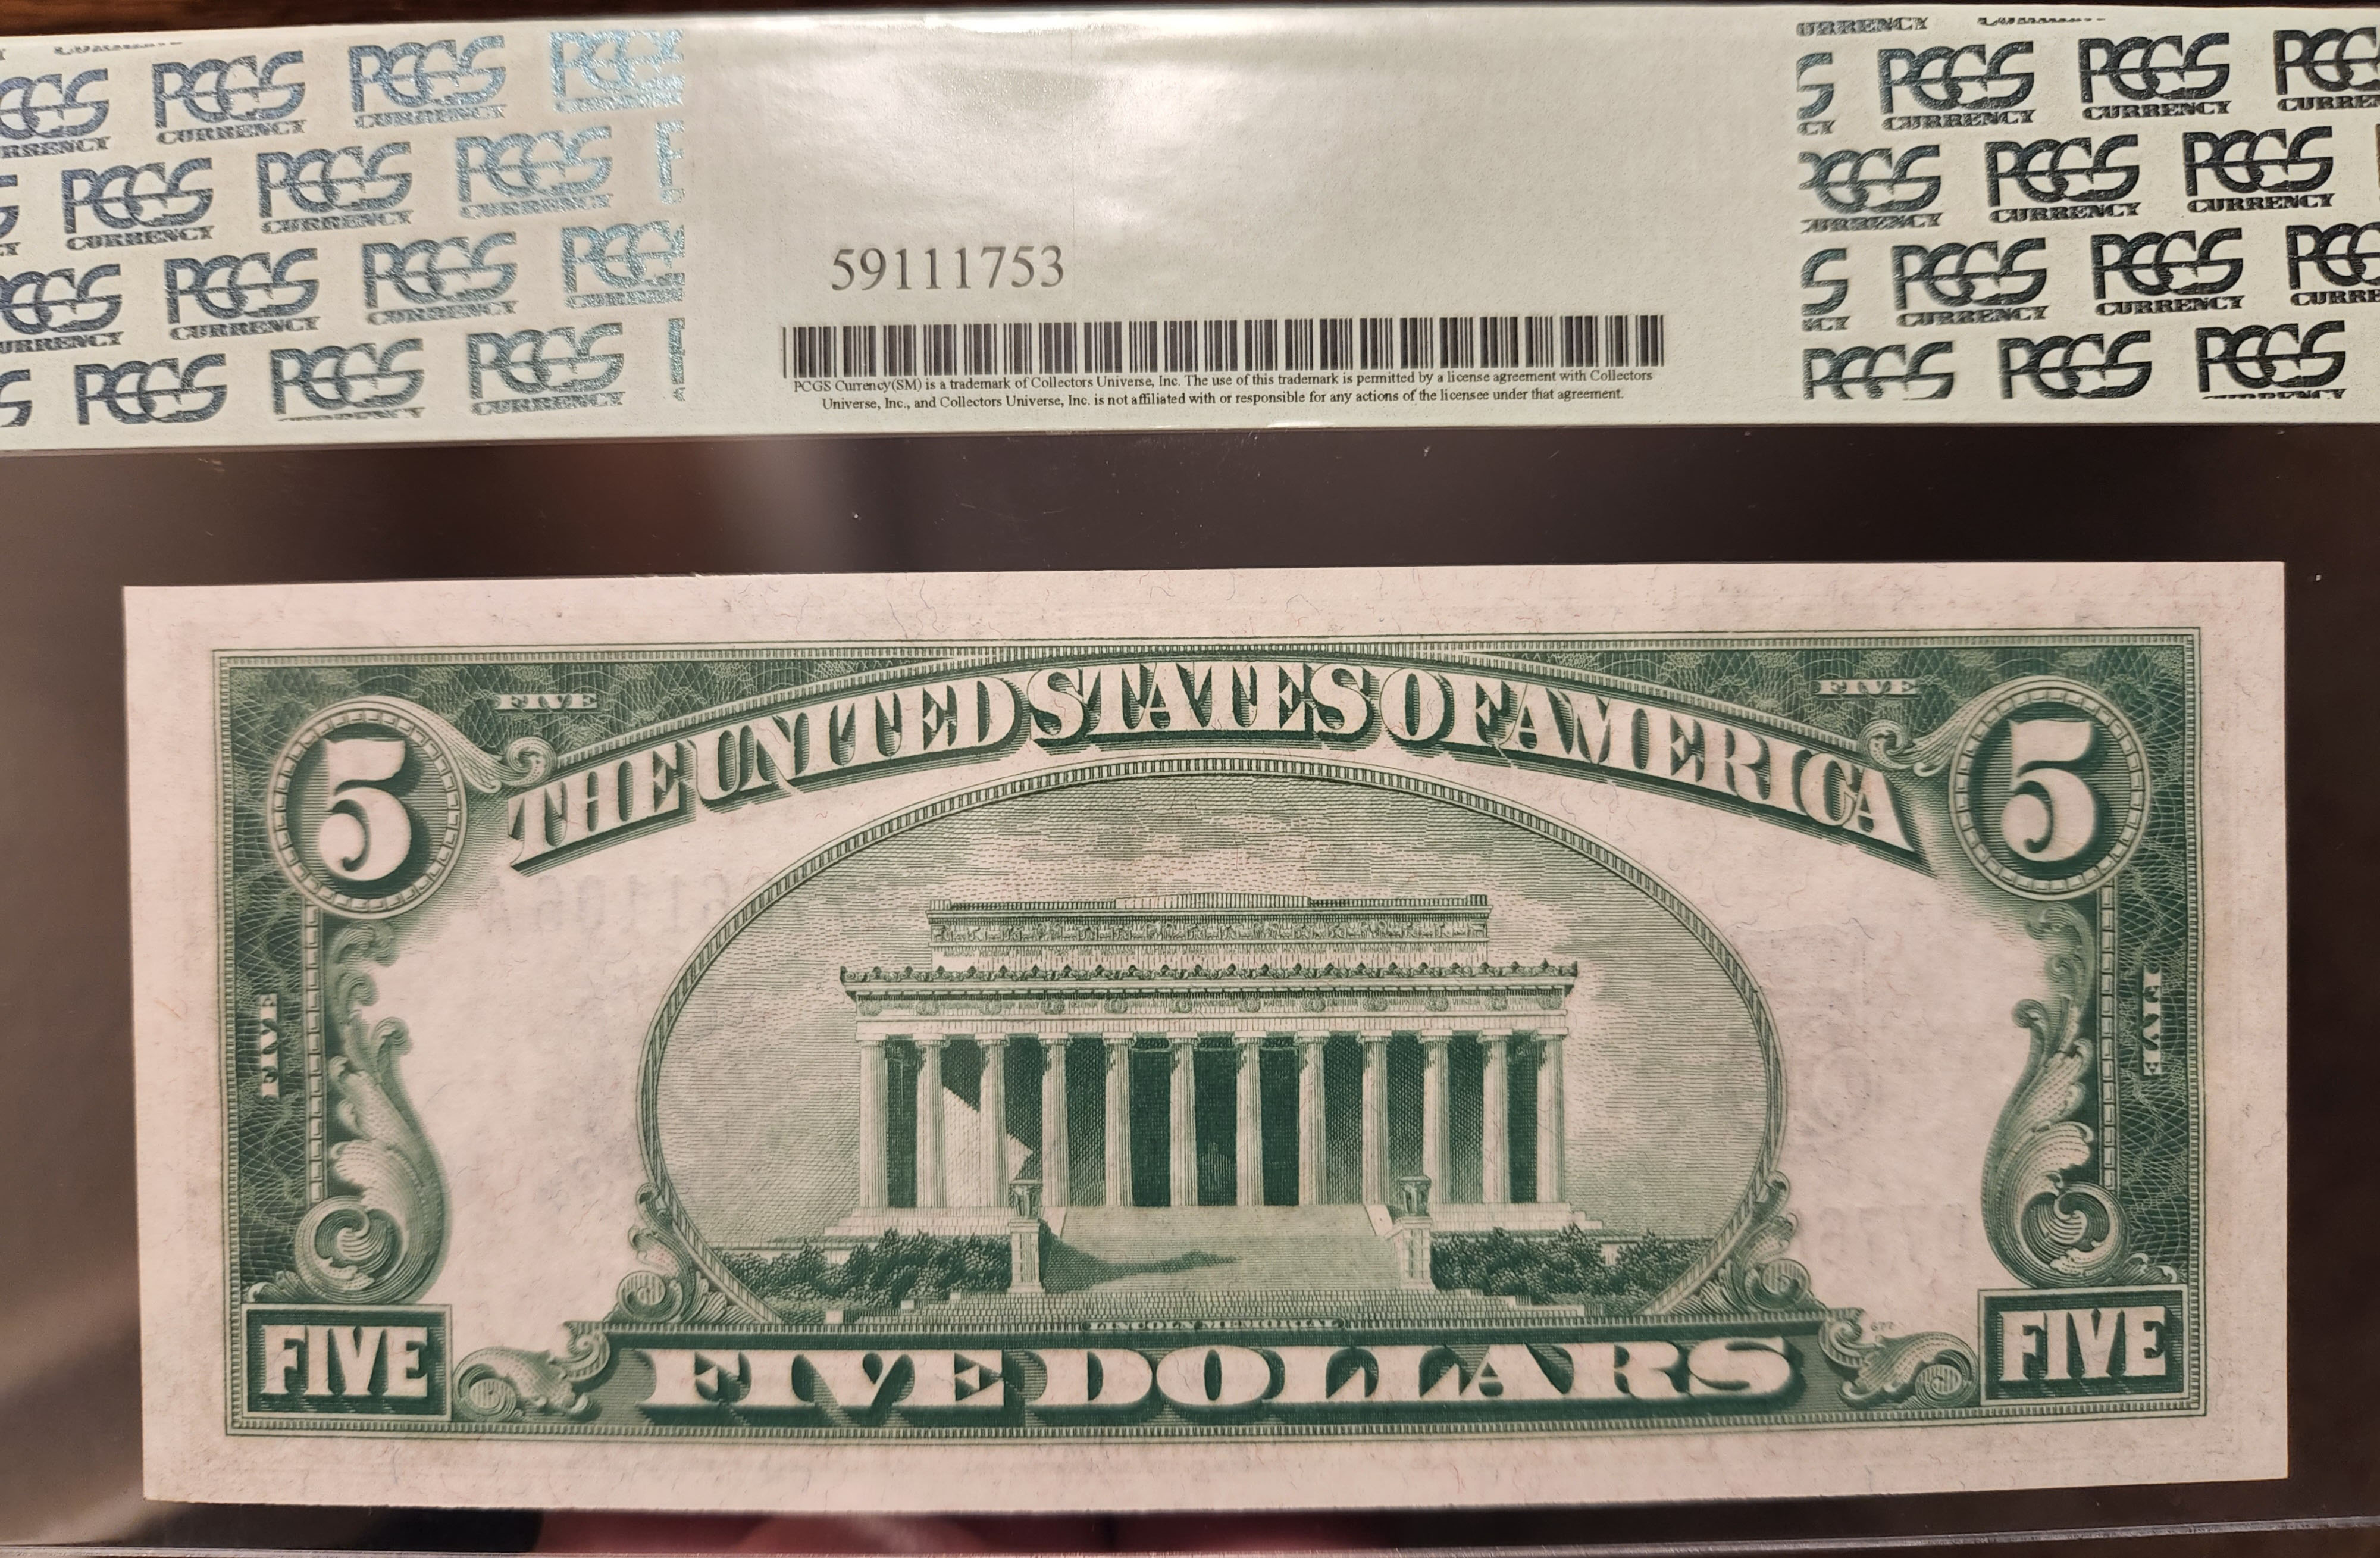 PCGS CURRENCY
59111753
PCGS Currency(SM) is a trademark of Collectors Universe, Inc. The use of this trademark is permitted by a license agreement with Collectors
Universe, Inc., and Collectors Universe, Inc. is not affiliated with or responsible for any actions of the licensee under that agreement.
FIVE
FIVE
5
THE UNITED STATES OF AMERICA
5
FIVE
FIVE
LINCOLN MEMORIAL
677
FIVE
FIVE DOLLARS
FIVE